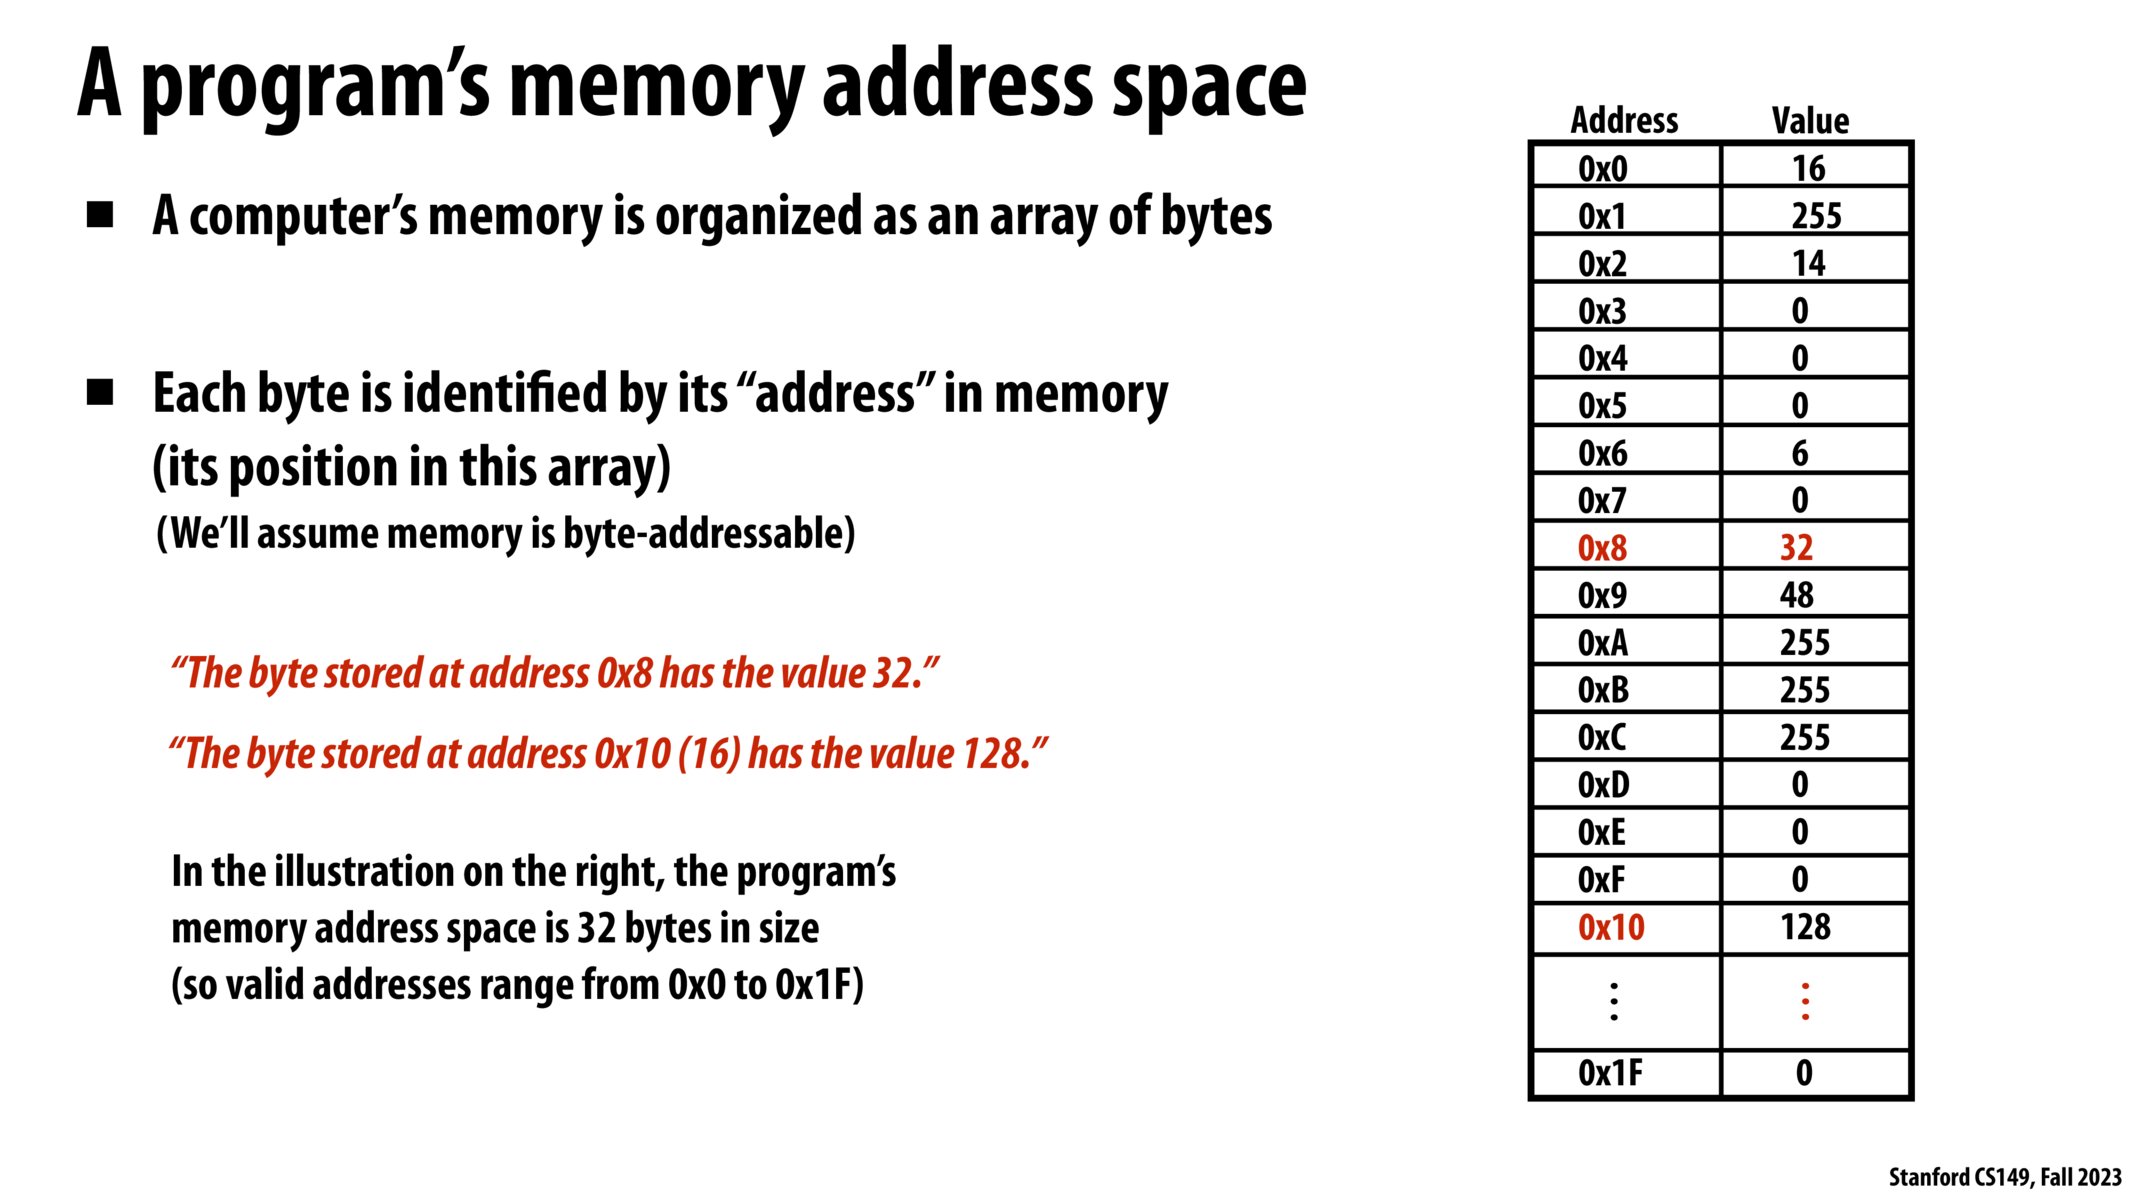 A program’s memory address space
■ A computer’s memory is organized as an array of bytes
■ Each byte is identified by its “address” in memory
(its position in this array)
(We’ll assume memory is byte-addressable)
“The byte stored at address 0x8 has the value 32.”
“The byte stored at address 0x10 (16) has the value 128.”
In the illustration on the right, the program’s
memory address space is 32 bytes in size
(so valid addresses range from 0x0 to 0x1F)
Address Value
0x0 16
0x1 255
0x2 14
0x3 0
0x4 0
0x5 0
0x6 6
0x7 0
0x8 32
0x9 48
0xA 255
0xB 255
0xC 255
0xD 0
0xE 0
0xF 0
0x10 128
⋮ ⋮
0x1F 0
Stanford CS149, Fall 2023